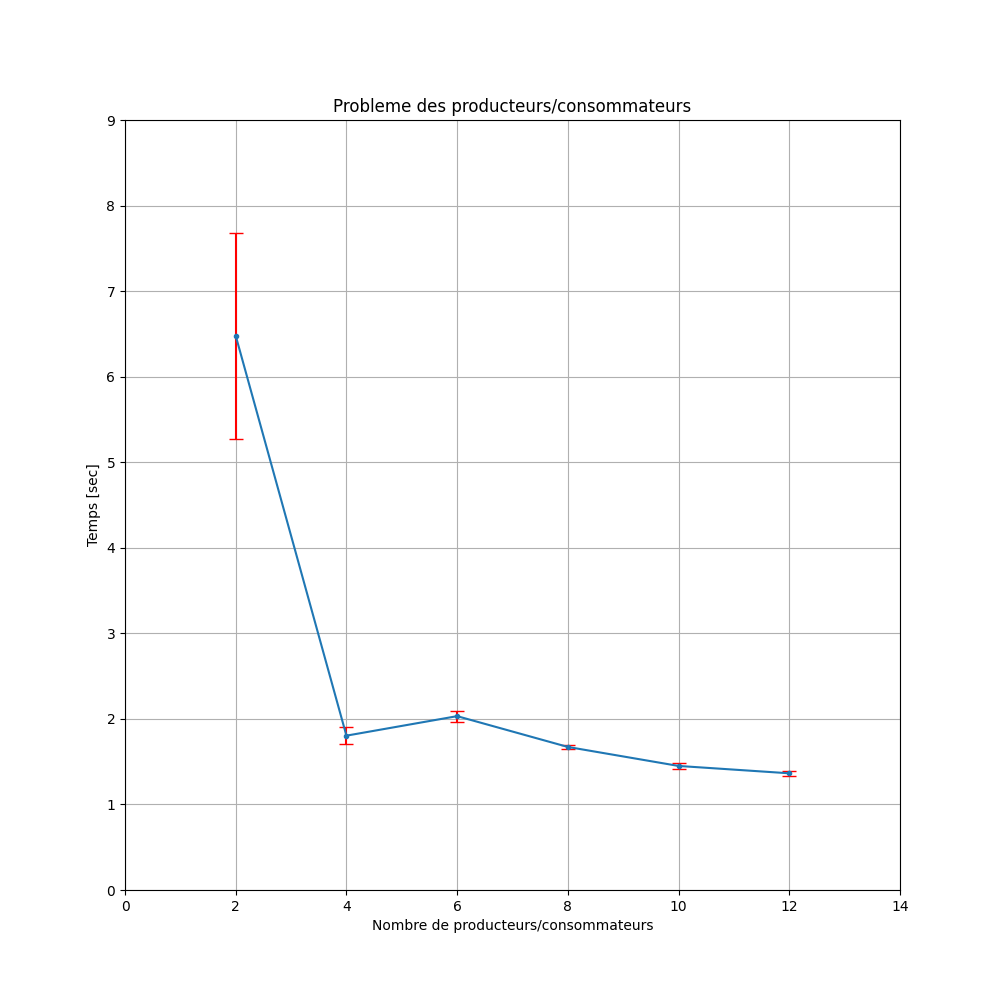 Probleme des producteurs/consommateurs
9
8
7
6
5
4
3
2
1
0
Temps [sec]
0 2 4 6 8 10 12 14
Nombre de producteurs/consommateurs